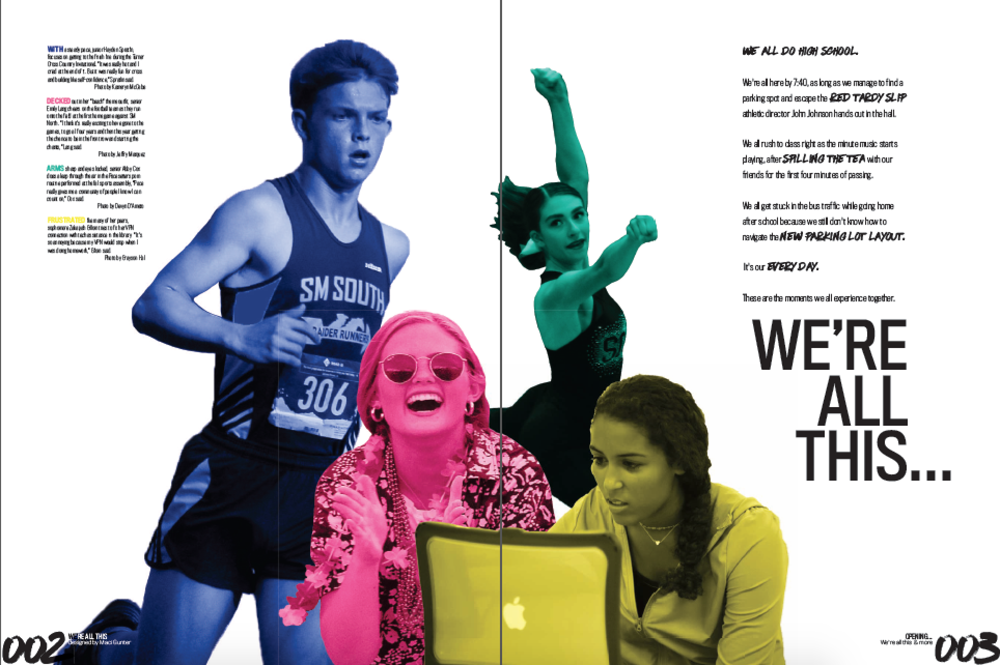 WITH a steady pace, junior Hayden Spratlin,
focuses on getting to the finish line during the Turner
Cross Country Invitational. "It was really hot and I
cried at the end of it. But it was really fun for cross
and building like self-confidence," Spratlin said.
Photo by Kameryn McCabe
DECKED out in her "beach" theme outfit, senior
Emily Lang cheers on the football team as they run
onto the field at the first home game against SM
North. "I think it's really exciting to have gone to the
games, to go all four years and then this year getting
the chance to be in the front row and starting the
chants," Lang said.
Photo by Jeffry Marquez
ARMS sharp and eyes locked, senior Abby Cox
does a leap through the air in the Pacesetters pom
routine performed at the fall sports assembly, "Pace
really gives me a community of people I know I can
count on," Cox said.
Photo by Devyn D'Amato
FRUSTRATED like many of her peers,
sophomore tries to fix her VPN
connection with tech assistance in the library. "It's
so annoying because my VPN would stop when I
was doing homework," said.
Photo by Grayson Hall
SM SOUTH
RAIDER RUNNERS
306
SC
WE ALL DO HIGH SCHOOL.
We're all here by 7:40, as long as we manage to find a
parking spot and escape the RED TARDY SLIP
athletic director John Johnson hands out in the hall.
We all rush to class right as the minute music starts
playing, after SPILLING THE TEA with our
friends for the first four minutes of passing.
We all get stuck in the bus traffic while going home
after school because we still don't know how to
navigate the NEW PARKING LOT LAYOUT.
It's our EVERY DAY.
These are the moments we all experience together.
WE'RE
ALL
THIS...
002
WE'RE ALL THIS
designed by Maci Gunter
OPENING...
We're all this & more
003